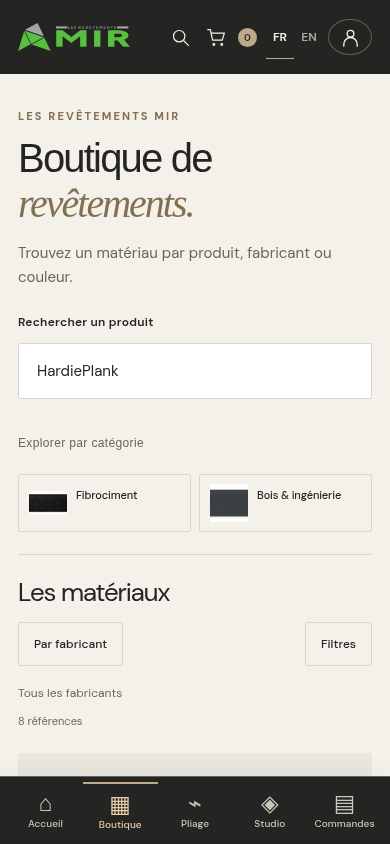 LES REVÊTEMENTS
MIR
0
FR
EN
LES REVÊTEMENTS MIR
Boutique de
revêtements.
Trouvez un matériau par produit, fabricant ou
couleur.
Rechercher un produit
HardiePlank
Explorer par catégorie
Fibrociment
Bois & ingénierie
Les matériaux
Par fabricant
Filtres
Tous les fabricants
8 références
Accueil
Boutique
Pliage
Studio
Commandes